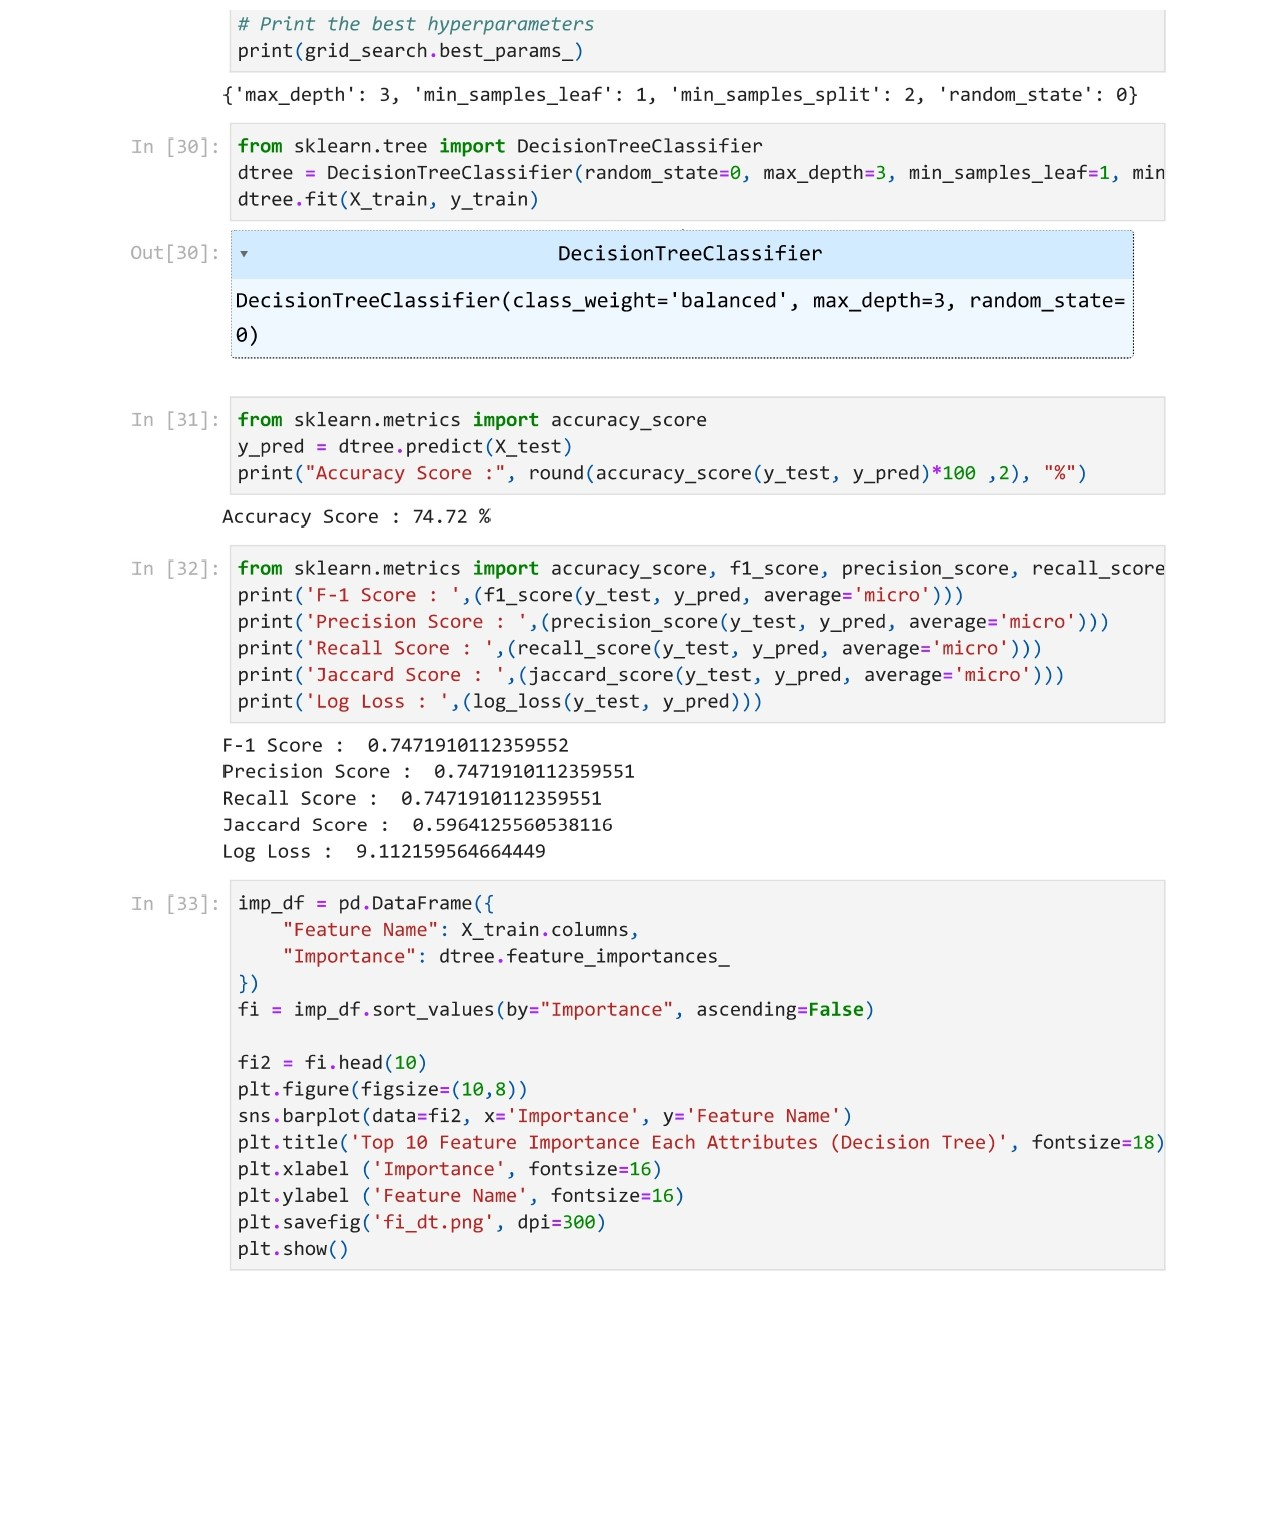 # Print the best hyperparameters
print(grid_search.best_params_)
{'max_depth': 3, 'min_samples_leaf': 1, 'min_samples_split': 2, 'random_state': 0}
In [30]:
from sklearn.tree import DecisionTreeClassifier
dtree = DecisionTreeClassifier(random_state=0, max_depth=3, min_samples_leaf=1, min
dtree.fit(X_train, y_train)
Out[30]:
▾ DecisionTreeClassifier
DecisionTreeClassifier(class_weight='balanced', max_depth=3, random_state=
0)
In [31]:
from sklearn.metrics import accuracy_score
y_pred = dtree.predict(X_test)
print("Accuracy Score :", round(accuracy_score(y_test, y_pred)*100 ,2), "%")
Accuracy Score : 74.72 %
In [32]:
from sklearn.metrics import accuracy_score, f1_score, precision_score, recall_score
print('F-1 Score : ',(f1_score(y_test, y_pred, average='micro')))
print('Precision Score : ',(precision_score(y_test, y_pred, average='micro')))
print('Recall Score : ',(recall_score(y_test, y_pred, average='micro')))
print('Jaccard Score : ',(jaccard_score(y_test, y_pred, average='micro')))
print('Log Loss : ',(log_loss(y_test, y_pred)))
F-1 Score :  0.7471910112359552
Precision Score :  0.7471910112359551
Recall Score :  0.7471910112359551
Jaccard Score :  0.5964125560538116
Log Loss :  9.112159564664449
In [33]:
imp_df = pd.DataFrame({
    "Feature Name": X_train.columns,
    "Importance": dtree.feature_importances_
})
fi = imp_df.sort_values(by="Importance", ascending=False)
fi2 = fi.head(10)
plt.figure(figsize=(10,8))
sns.barplot(data=fi2, x='Importance', y='Feature Name')
plt.title('Top 10 Feature Importance Each Attributes (Decision Tree)', fontsize=18)
plt.xlabel ('Importance', fontsize=16)
plt.ylabel ('Feature Name', fontsize=16)
plt.savefig('fi_dt.png', dpi=300)
plt.show()